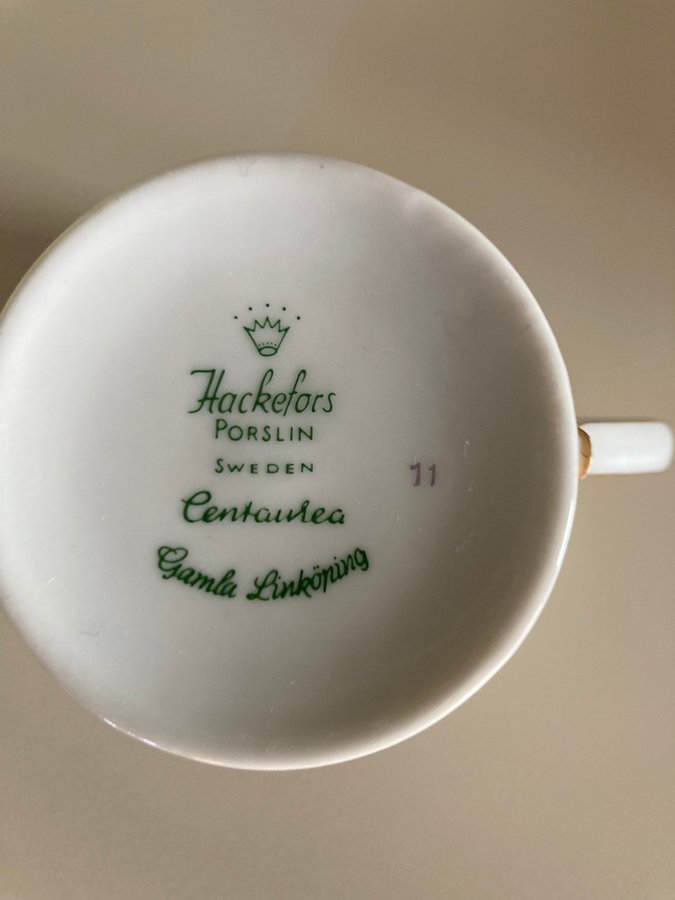 Hackefors
PORSLIN
SWEDEN
Centaurea
Gamla Linköping
11